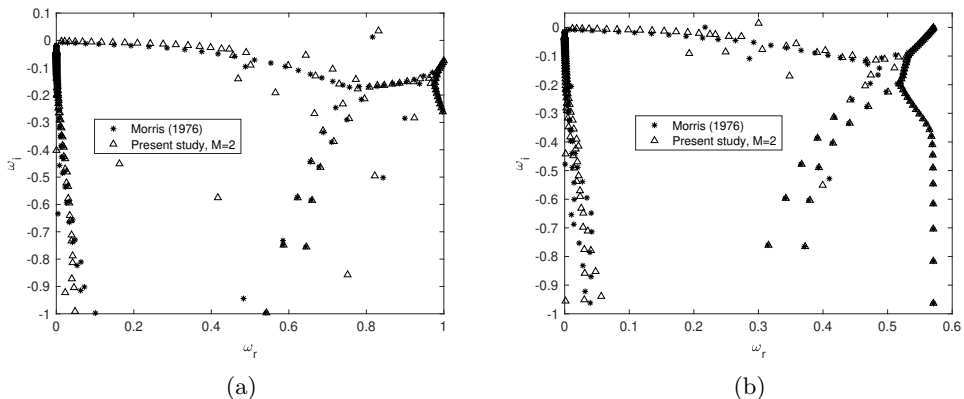 0.1
0
-0.1
-0.2
-0.3
-0.4
-0.5
-0.6
-0.7
-0.8
-0.9
-1
ω_i
Morris (1976)
Present study, M=2
0 0.2 0.4 0.6 0.8 1
ω_r
(a)
0.1
0
-0.1
-0.2
-0.3
-0.4
-0.5
-0.6
-0.7
-0.8
-0.9
-1
ω_i
Morris (1976)
Present study, M=2
0 0.1 0.2 0.3 0.4 0.5 0.6
ω_r
(b)